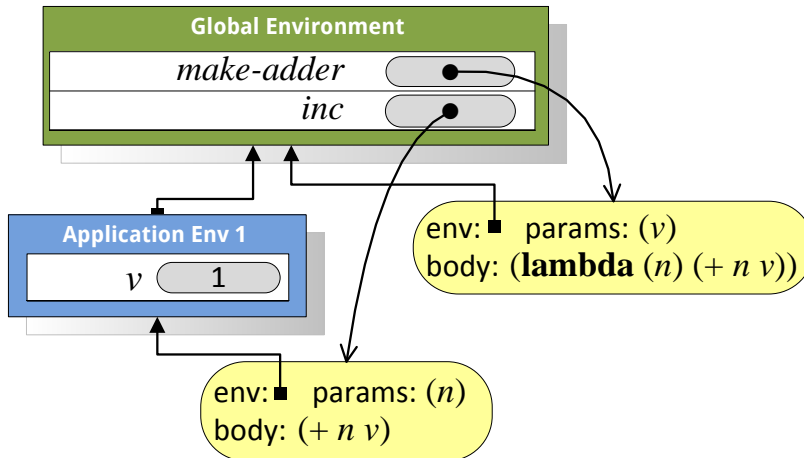 Global Environment
make-adder
inc
Application Env 1
v 1
env: params: (v)
body: (lambda (n) (+ n v))
env: params: (n)
body: (+ n v)